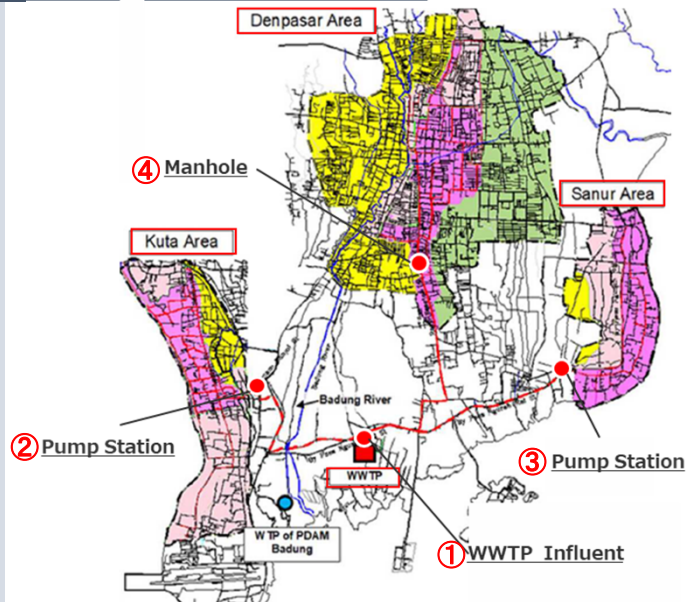 Denpasar Area
④ Manhole
Sanur Area
Kuta Area
Badung River
② Pump Station
③ Pump Station
WWTP
WTP of PDAM
Badung
① WWTP Influent